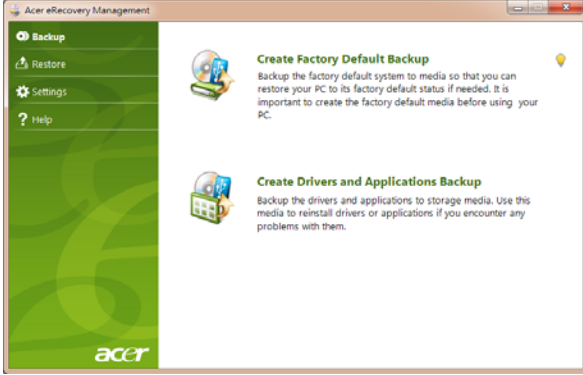 Acer eRecovery Management
Backup
Restore
Settings
Help
Create Factory Default Backup
Backup the factory default system to media so that you can
restore your PC to its factory default status if needed. It is
important to create the factory default media before using your
PC.
Create Drivers and Applications Backup
Backup the drivers and applications to storage media. Use this
media to reinstall drivers or applications if you encounter any
problems with them.
acer